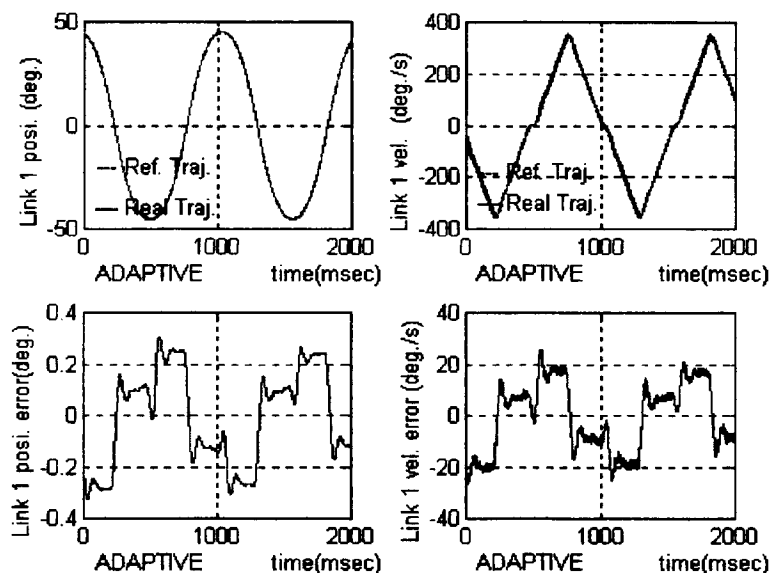 Link 1 posi. (deg.)
50
0
-50
Ref. Traj.
Real Traj.
0
1000
2000
ADAPTIVE
time(msec)
Link 1 vel. (deg./s)
400
200
0
-200
-400
Ref. Traj.
Real Traj.
0
1000
2000
ADAPTIVE
time(msec)
Link 1 posi. error(deg.)
0.4
0.2
0
-0.2
-0.4
0
1000
2000
ADAPTIVE
time(msec)
Link 1 vel. error (deg./s)
40
20
0
-20
-40
0
1000
2000
ADAPTIVE
time(msec)